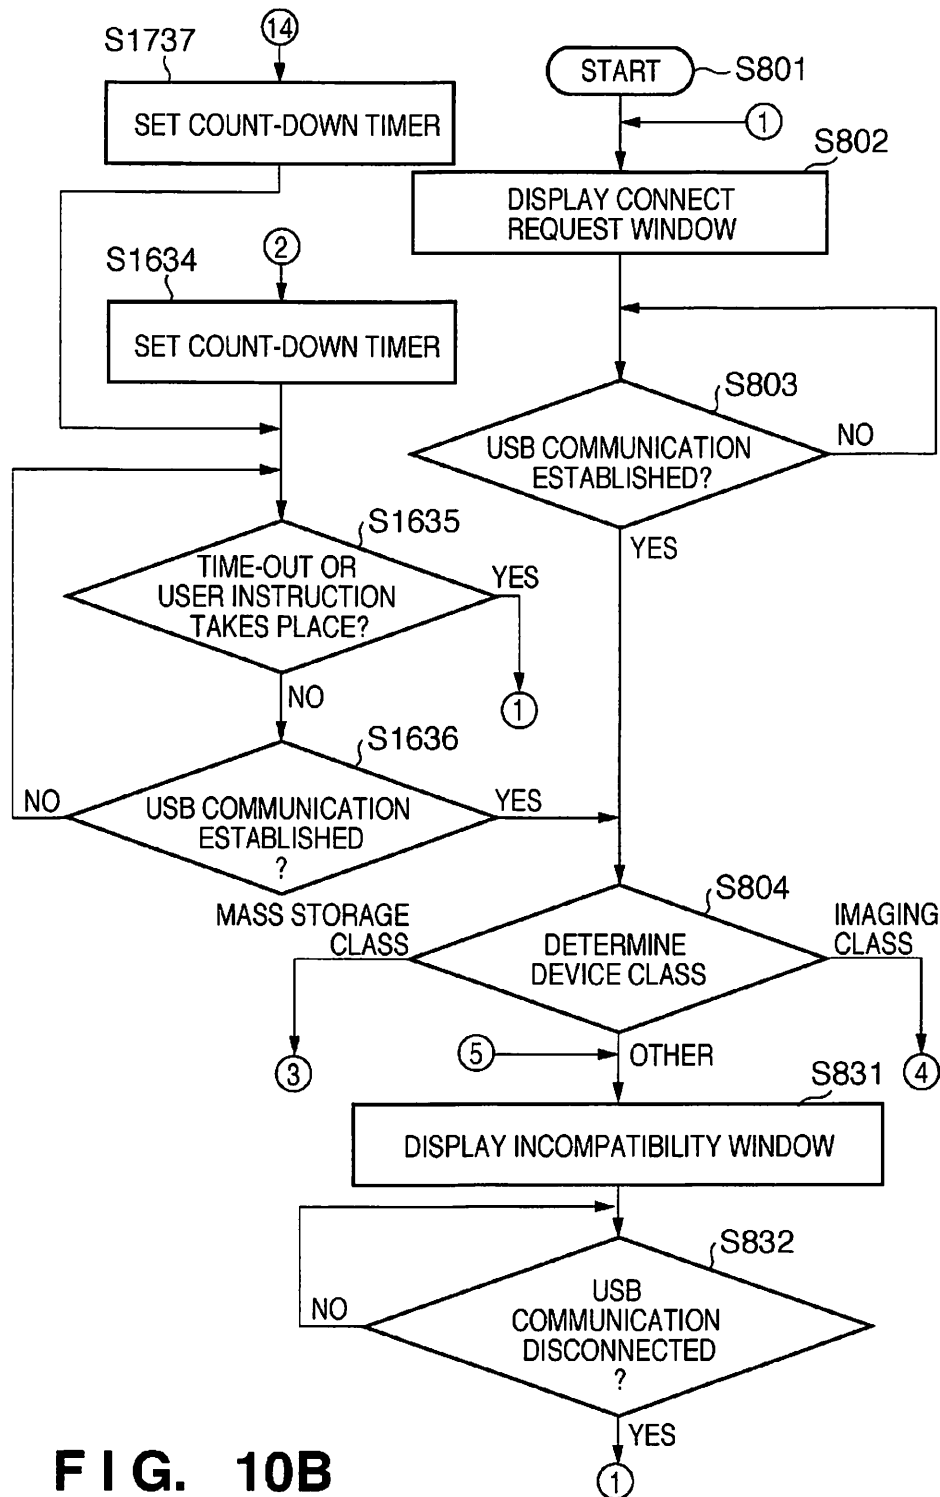 14
S1737
SET COUNT-DOWN TIMER
START
S801
1
S802
DISPLAY CONNECT
REQUEST WINDOW
2
S1634
SET COUNT-DOWN TIMER
S803
USB COMMUNICATION
ESTABLISHED?
NO
YES
S1635
TIME-OUT OR
USER INSTRUCTION
TAKES PLACE?
YES
1
NO
S1636
USB COMMUNICATION
ESTABLISHED
?
NO
YES
S804
DETERMINE
DEVICE CLASS
MASS STORAGE
CLASS
IMAGING
CLASS
3
5
OTHER
4
S831
DISPLAY INCOMPATIBILITY WINDOW
S832
USB
COMMUNICATION
DISCONNECTED
?
NO
YES
1
FIG. 10B